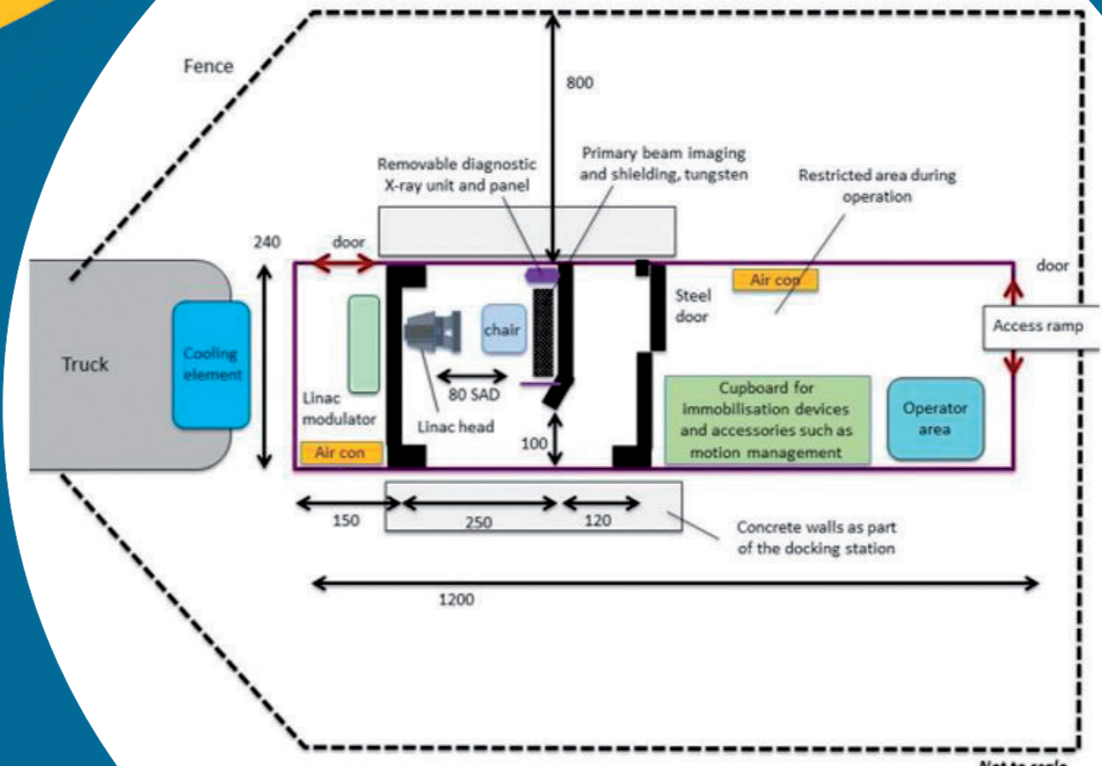 Fence
800
Removable diagnostic
X-ray unit and panel
Primary beam imaging
and shielding, tungsten
Restricted area during
operation
240
door
door
Air con
Steel
door
Access ramp
Truck
Cooling
element
chair
Linac
modulator
80 SAD
Linac head
Cupboard for
immobilisation devices
and accessories such as
motion management
Operator
area
Air con
100
150
250
120
Concrete walls as part
of the docking station
1200
Not to scale